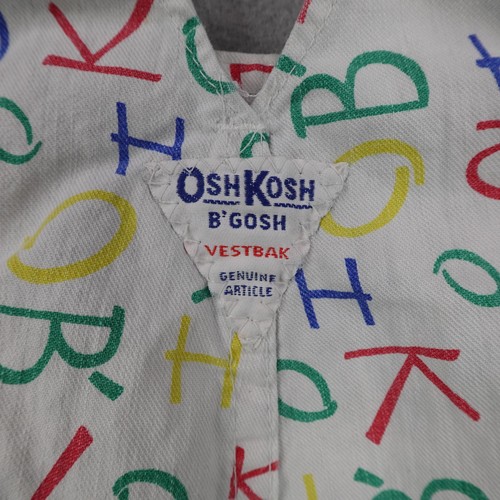 OSHKOSH
B'GOSH
VESTBAK
GENUINE
ARTICLE